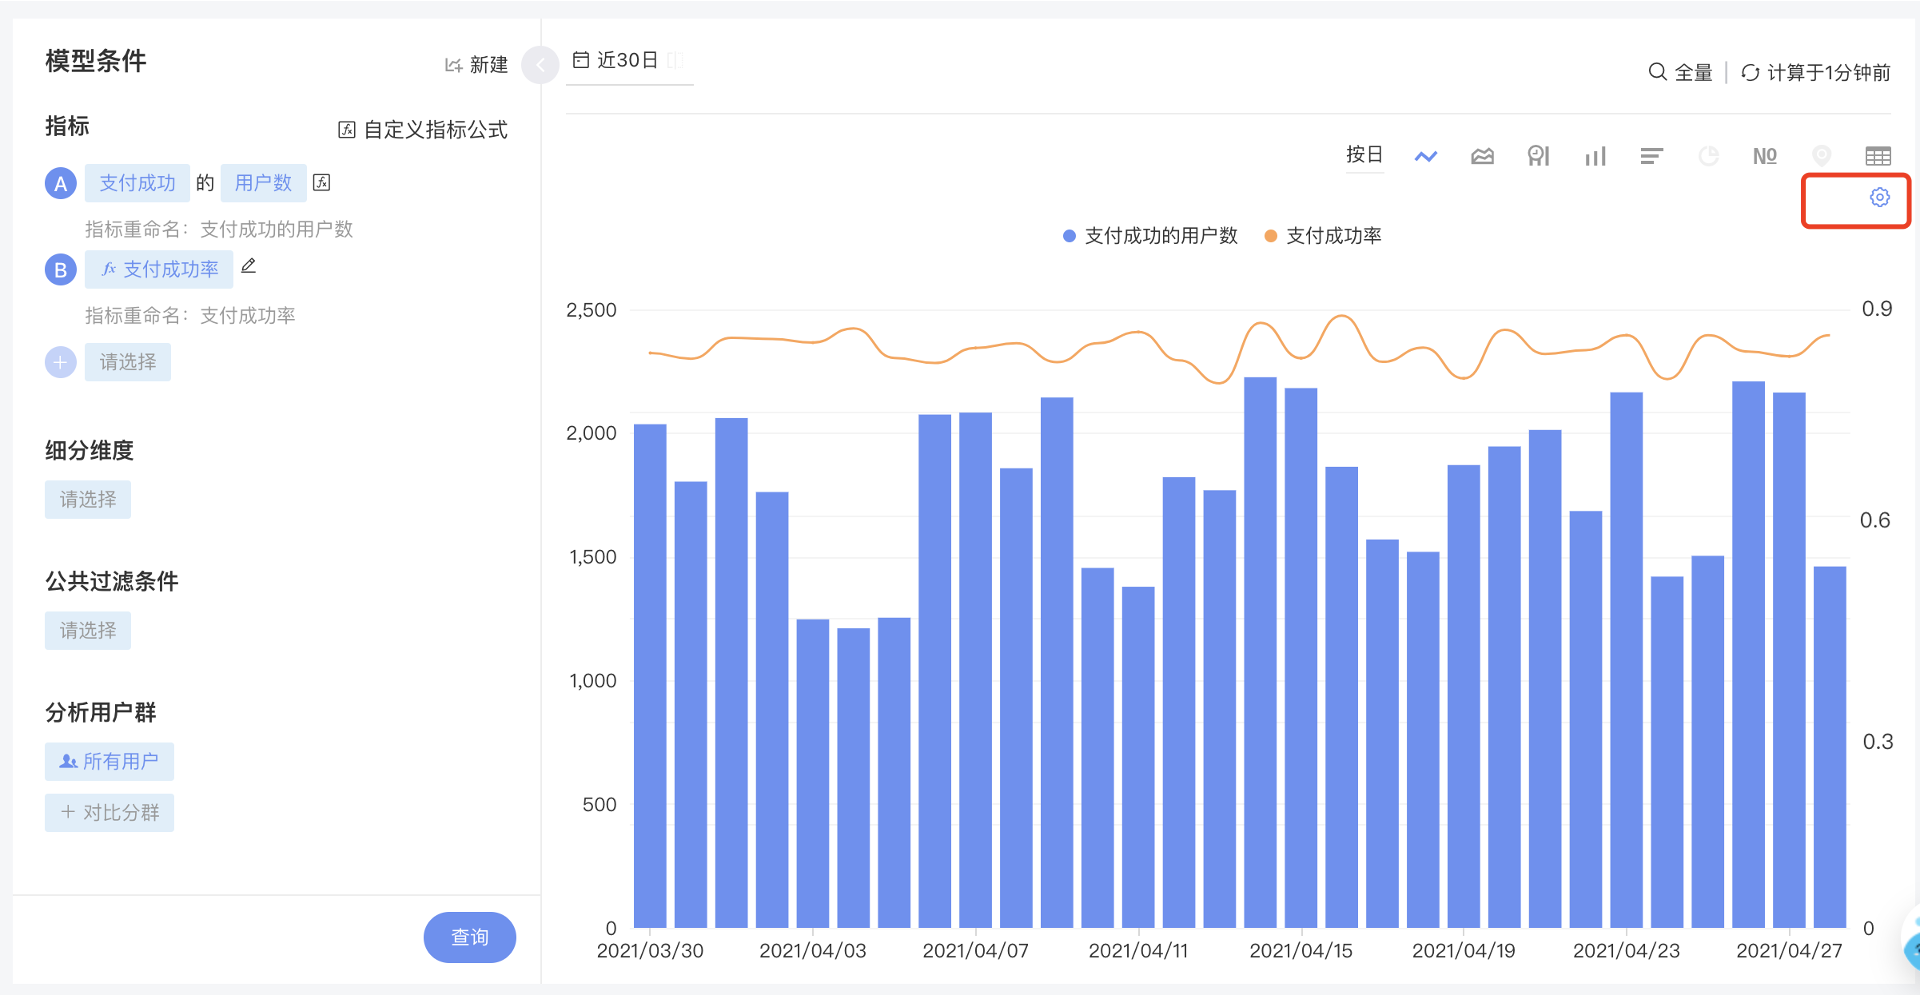 模型条件
新建
指标
自定义指标公式
A 支付成功 的 用户数
指标重命名：支付成功的用户数
B fx 支付成功率
指标重命名：支付成功率
请选择
细分维度
请选择
公共过滤条件
请选择
分析用户群
所有用户
+ 对比分群
查询
近30日
全量 | 计算于1分钟前
按日
Nº
支付成功的用户数 支付成功率
2,500
2,000
1,500
1,000
500
0
0.9
0.6
0.3
0
2021/03/30 2021/04/03 2021/04/07 2021/04/11 2021/04/15 2021/04/19 2021/04/23 2021/04/27